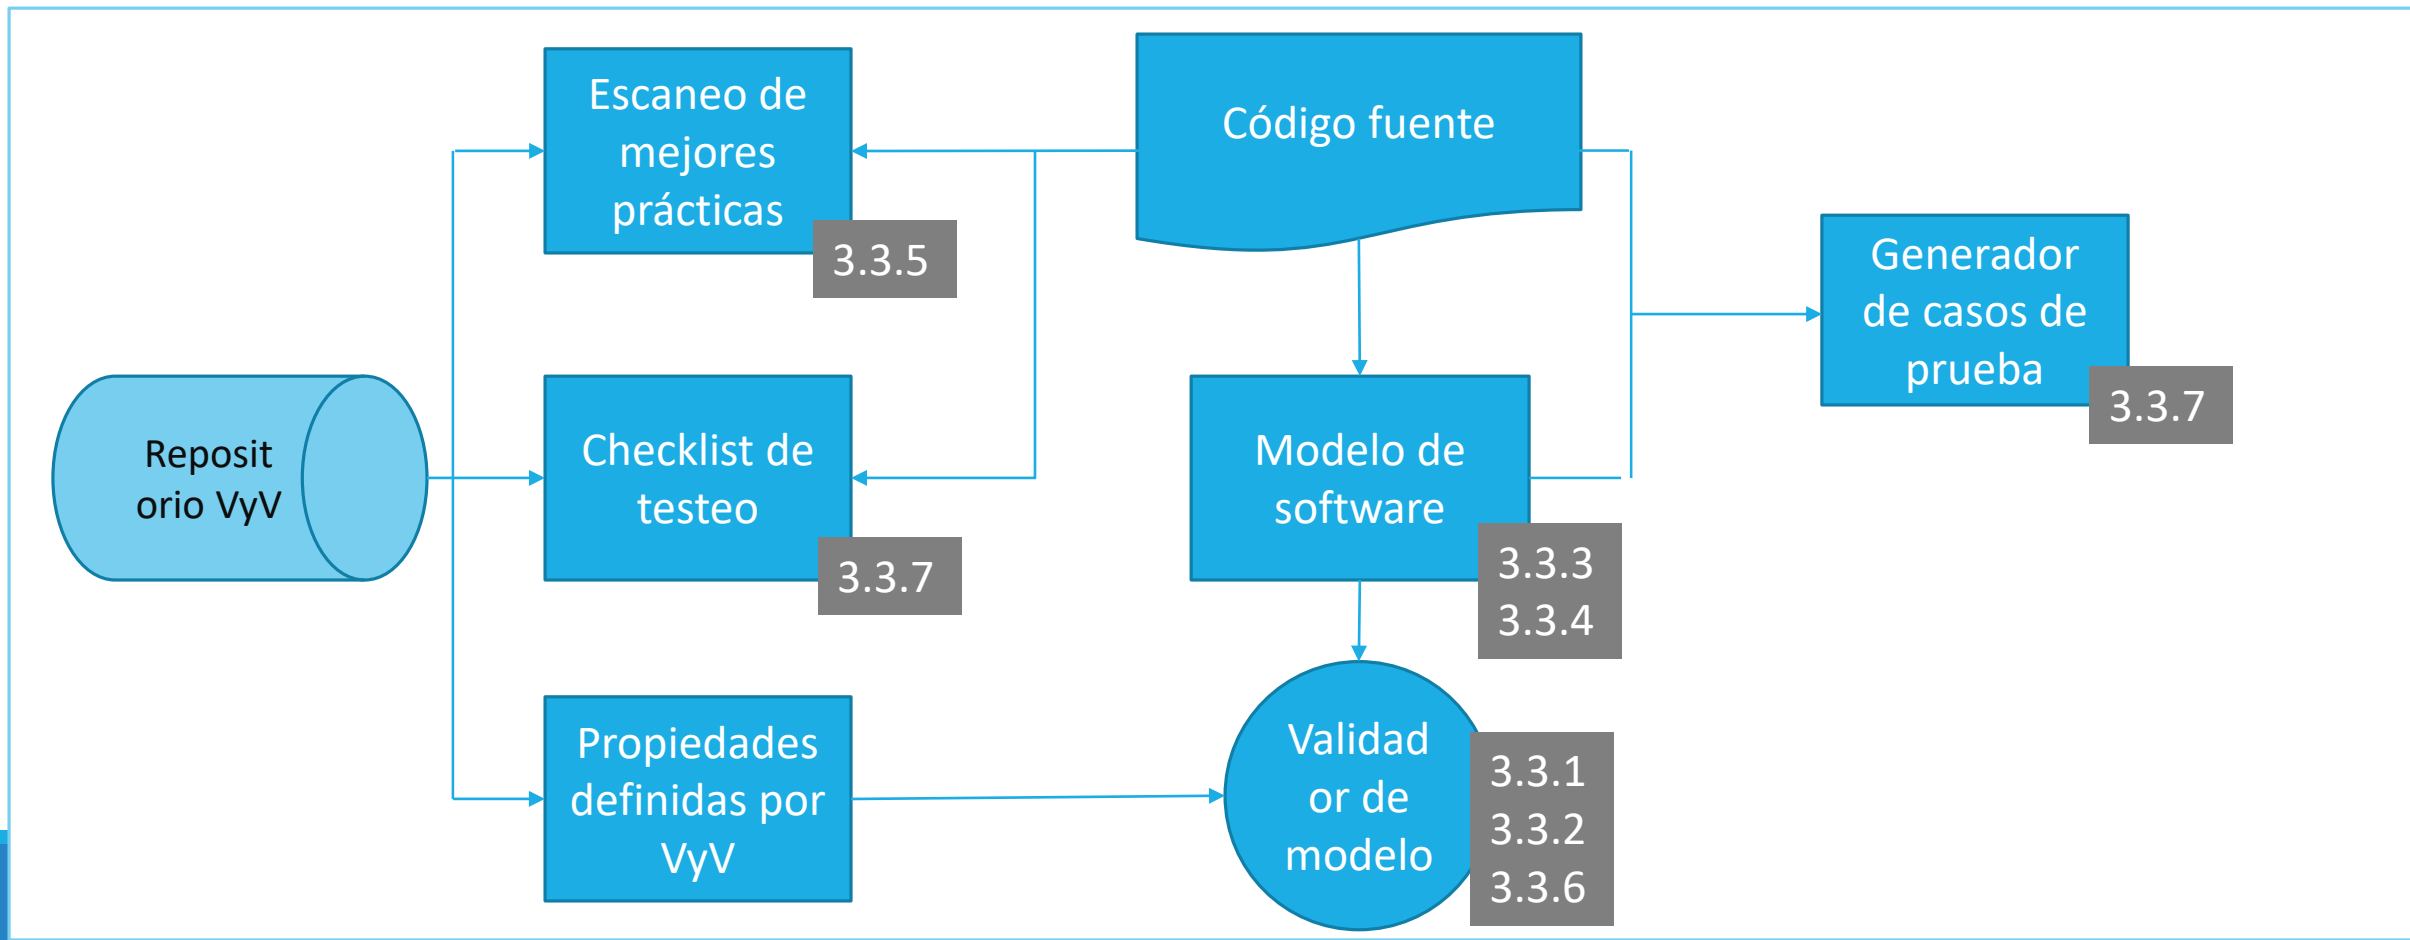 Escaneo de
mejores
prácticas
3.3.5
Código fuente
Generador
de casos de
prueba
3.3.7
Reposit
orio VyV
Checklist de
testeo
3.3.7
Modelo de
software
3.3.3
3.3.4
Propiedades
definidas por
VyV
Validad
or de
modelo
3.3.1
3.3.2
3.3.6